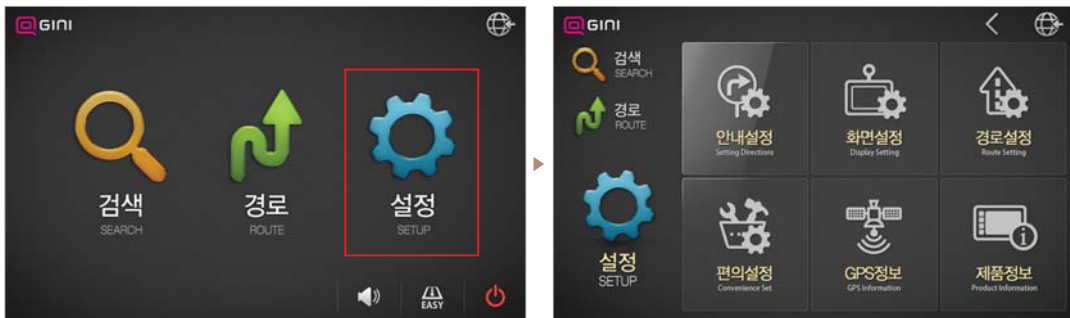 GINI
검색
SEARCH
경로
ROUTE
설정
SETUP
EASY
GINI
검색
SEARCH
경로
ROUTE
설정
SETUP
안내설정
Setting Directions
화면설정
Display Setting
경로설정
Route Setting
편의설정
Convenience Set
GPS정보
GPS Information
제품정보
Product Information